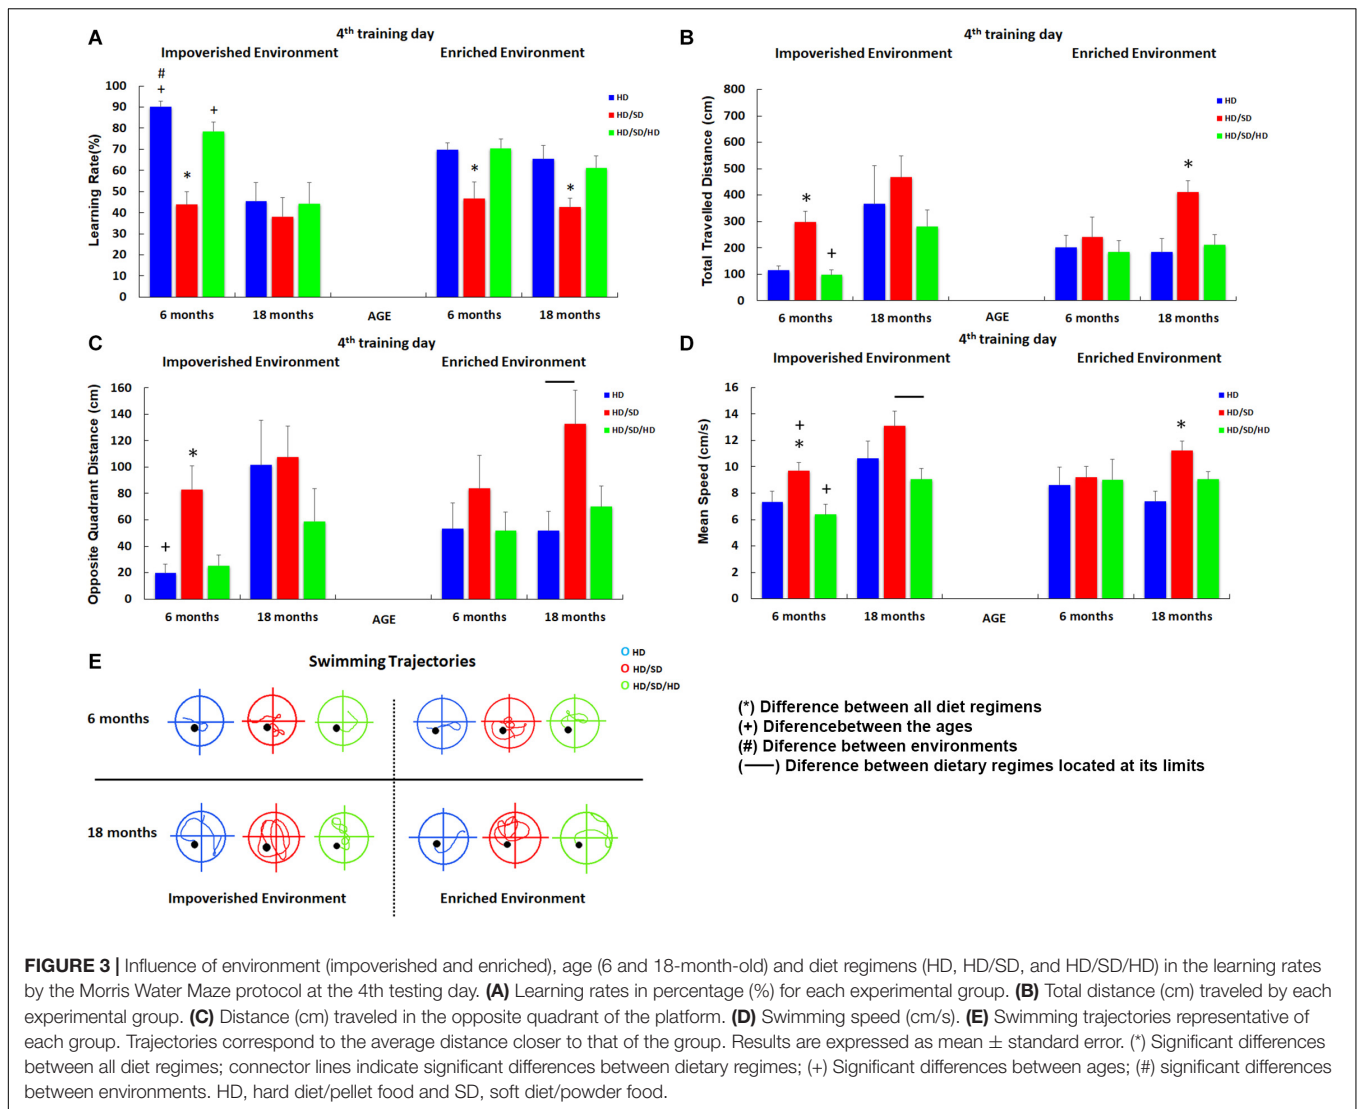 A
4th training day
Impoverished Environment
Enriched Environment
#
+
+
*
*
*
HD
HD/SD
HD/SD/HD
Learning Rate(%)
100
90
80
70
60
50
40
30
20
10
0
6 months
18 months
AGE
6 months
18 months
B
4th training day
Impoverished Environment
Enriched Environment
*
+
*
HD
HD/SD
HD/SD/HD
Total Travelled Distance (cm)
800
700
600
500
400
300
200
100
0
6 months
18 months
AGE
6 months
18 months
C
4th training day
Impoverished Environment
Enriched Environment
+
*
HD
HD/SD
HD/SD/HD
Opposite Quadrant Distance (cm)
160
140
120
100
80
60
40
20
0
6 months
18 months
AGE
6 months
18 months
D
4th training day
Impoverished Environment
Enriched Environment
+
*
+
*
HD
HD/SD
HD/SD/HD
Mean Speed (cm/s)
16
14
12
10
8
6
4
2
0
6 months
18 months
AGE
6 months
18 months
E
Swimming Trajectories
HD
HD/SD
HD/SD/HD
6 months
18 months
Impoverished Environment
Enriched Environment
(*) Difference between all diet regimens
(+) Diferencebetween the ages
(#) Diference between environments
(—) Diference between dietary regimes located at its limits
FIGURE 3 | Influence of environment (impoverished and enriched), age (6 and 18-month-old) and diet regimens (HD, HD/SD, and HD/SD/HD) in the learning rates
by the Morris Water Maze protocol at the 4th testing day. (A) Learning rates in percentage (%) for each experimental group. (B) Total distance (cm) traveled by each
experimental group. (C) Distance (cm) traveled in the opposite quadrant of the platform. (D) Swimming speed (cm/s). (E) Swimming trajectories representative of
each group. Trajectories correspond to the average distance closer to that of the group. Results are expressed as mean ± standard error. (*) Significant differences
between all diet regimes; connector lines indicate significant differences between dietary regimes; (+) Significant differences between ages; (#) significant differences
between environments. HD, hard diet/pellet food and SD, soft diet/powder food.